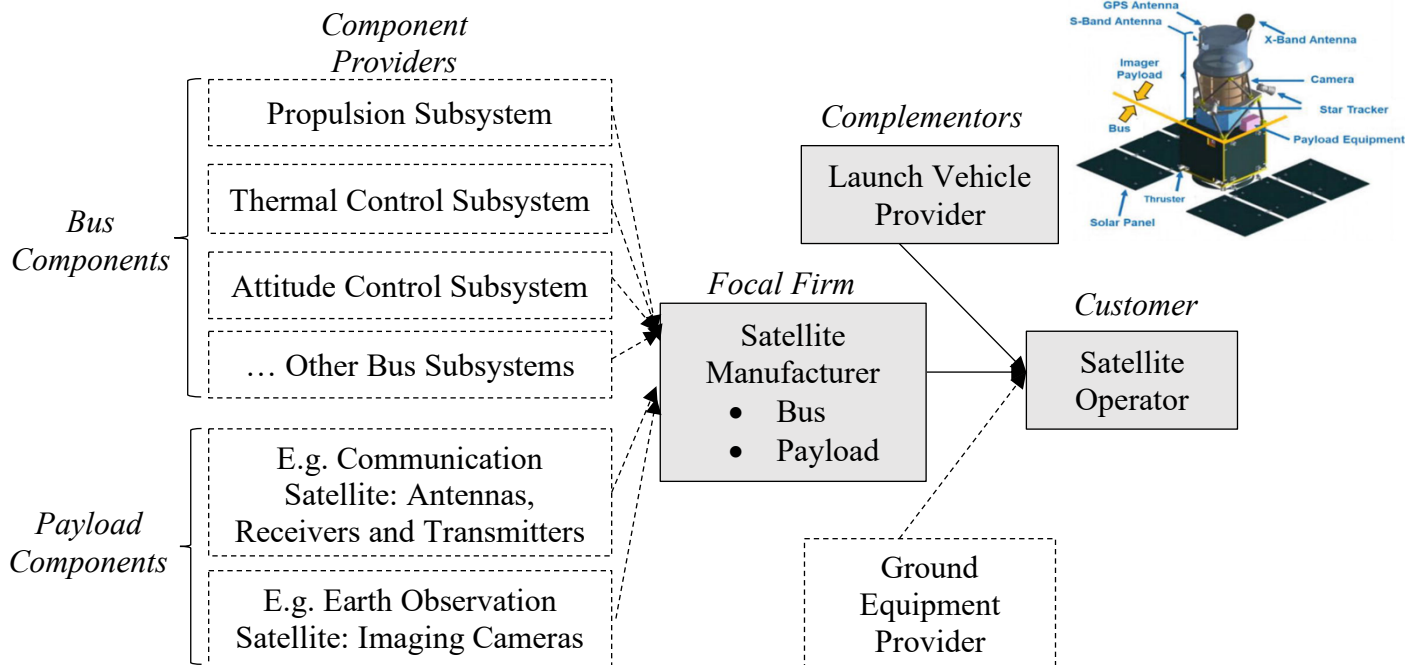 Component
Providers
Bus
Components
Propulsion Subsystem
Thermal Control Subsystem
Attitude Control Subsystem
… Other Bus Subsystems
Payload
Components
E.g. Communication
Satellite: Antennas,
Receivers and Transmitters
E.g. Earth Observation
Satellite: Imaging Cameras
Focal Firm
Satellite
Manufacturer
• Bus
• Payload
Complementors
Launch Vehicle
Provider
Ground
Equipment
Provider
Customer
Satellite
Operator
GPS Antenna
S-Band Antenna
X-Band Antenna
Imager
Payload
Camera
Star Tracker
Bus
Payload Equipment
Thruster
Solar Panel